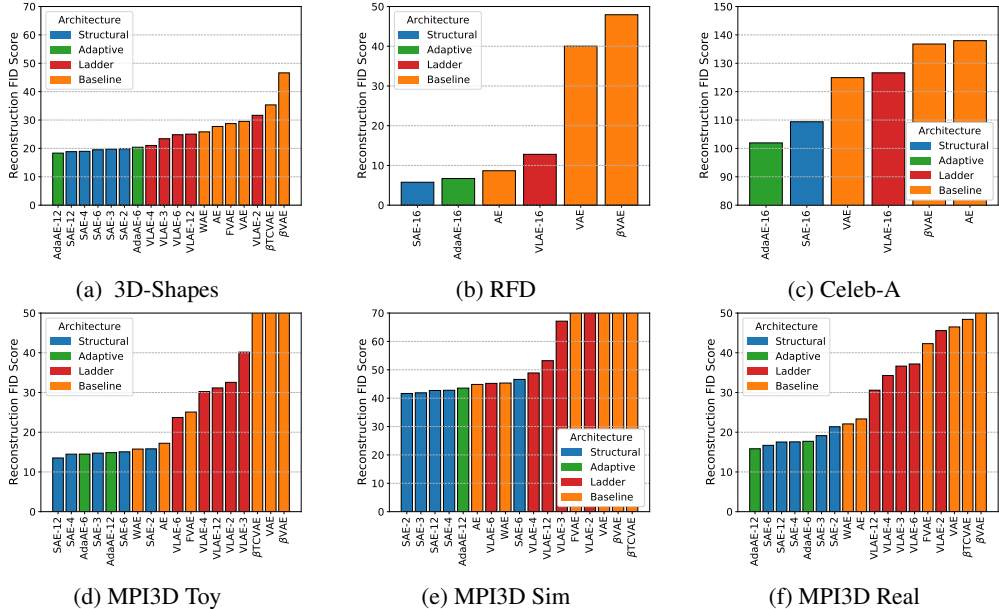 Reconstruction FID Score
70
60
50
40
30
20
10
0
Architecture
Structural
Adaptive
Ladder
Baseline
AdaAE-12
SAE-12
SAE-4
SAE-6
SAE-3
SAE-2
AdaAE-6
VLAE-4
VLAE-3
VLAE-6
VLAE-12
WAE
AE
FVAE
VAE
VLAE-2
βTCVAE
βVAE
(a) 3D-Shapes
Reconstruction FID Score
50
40
30
20
10
0
Architecture
Structural
Adaptive
Ladder
Baseline
SAE-16
AdaAE-16
AE
VLAE-16
VAE
βVAE
(b) RFD
Reconstruction FID Score
150
140
130
120
110
100
90
80
Architecture
Structural
Adaptive
Ladder
Baseline
AdaAE-16
SAE-16
VAE
VLAE-16
βVAE
AE
(c) Celeb-A
Reconstruction FID Score
50
40
30
20
10
0
Architecture
Structural
Adaptive
Ladder
Baseline
SAE-12
SAE-4
AdaAE-6
SAE-3
AdaAE-12
SAE-6
WAE
SAE-2
AE
VLAE-6
FVAE
VLAE-4
VLAE-12
VLAE-2
VLAE-3
βTCVAE
VAE
βVAE
(d) MPI3D Toy
Reconstruction FID Score
70
60
50
40
30
20
10
0
Architecture
Structural
Adaptive
Ladder
Baseline
SAE-2
SAE-3
SAE-12
SAE-4
AdaAE-12
AE
VLAE-6
WAE
SAE-6
VLAE-4
VLAE-12
VLAE-3
FVAE
VLAE-2
VAE
βVAE
βTCVAE
(e) MPI3D Sim
Reconstruction FID Score
50
40
30
20
10
0
Architecture
Structural
Adaptive
Ladder
Baseline
AdaAE-12
SAE-6
SAE-12
SAE-4
AdaAE-6
SAE-3
SAE-2
WAE
AE
VLAE-12
VLAE-4
VLAE-3
VLAE-6
FVAE
VLAE-2
VAE
βTCVAE
βVAE
(f) MPI3D Real